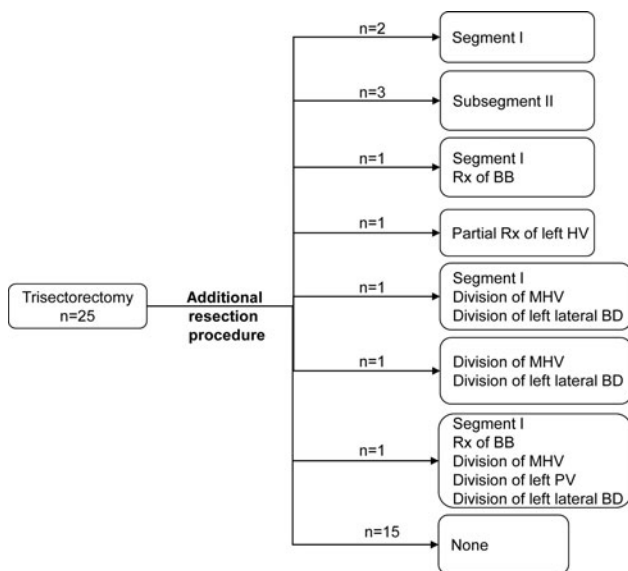 n=2
Segment I
n=3
Subsegment II
n=1
Segment I
Rx of BB
n=1
Partial Rx of left HV
Trisectorectomy
n=25
Additional
resection
procedure
n=1
Segment I
Division of MHV
Division of left lateral BD
n=1
Division of MHV
Division of left lateral BD
n=1
Segment I
Rx of BB
Division of MHV
Division of left PV
Division of left lateral BD
n=15
None